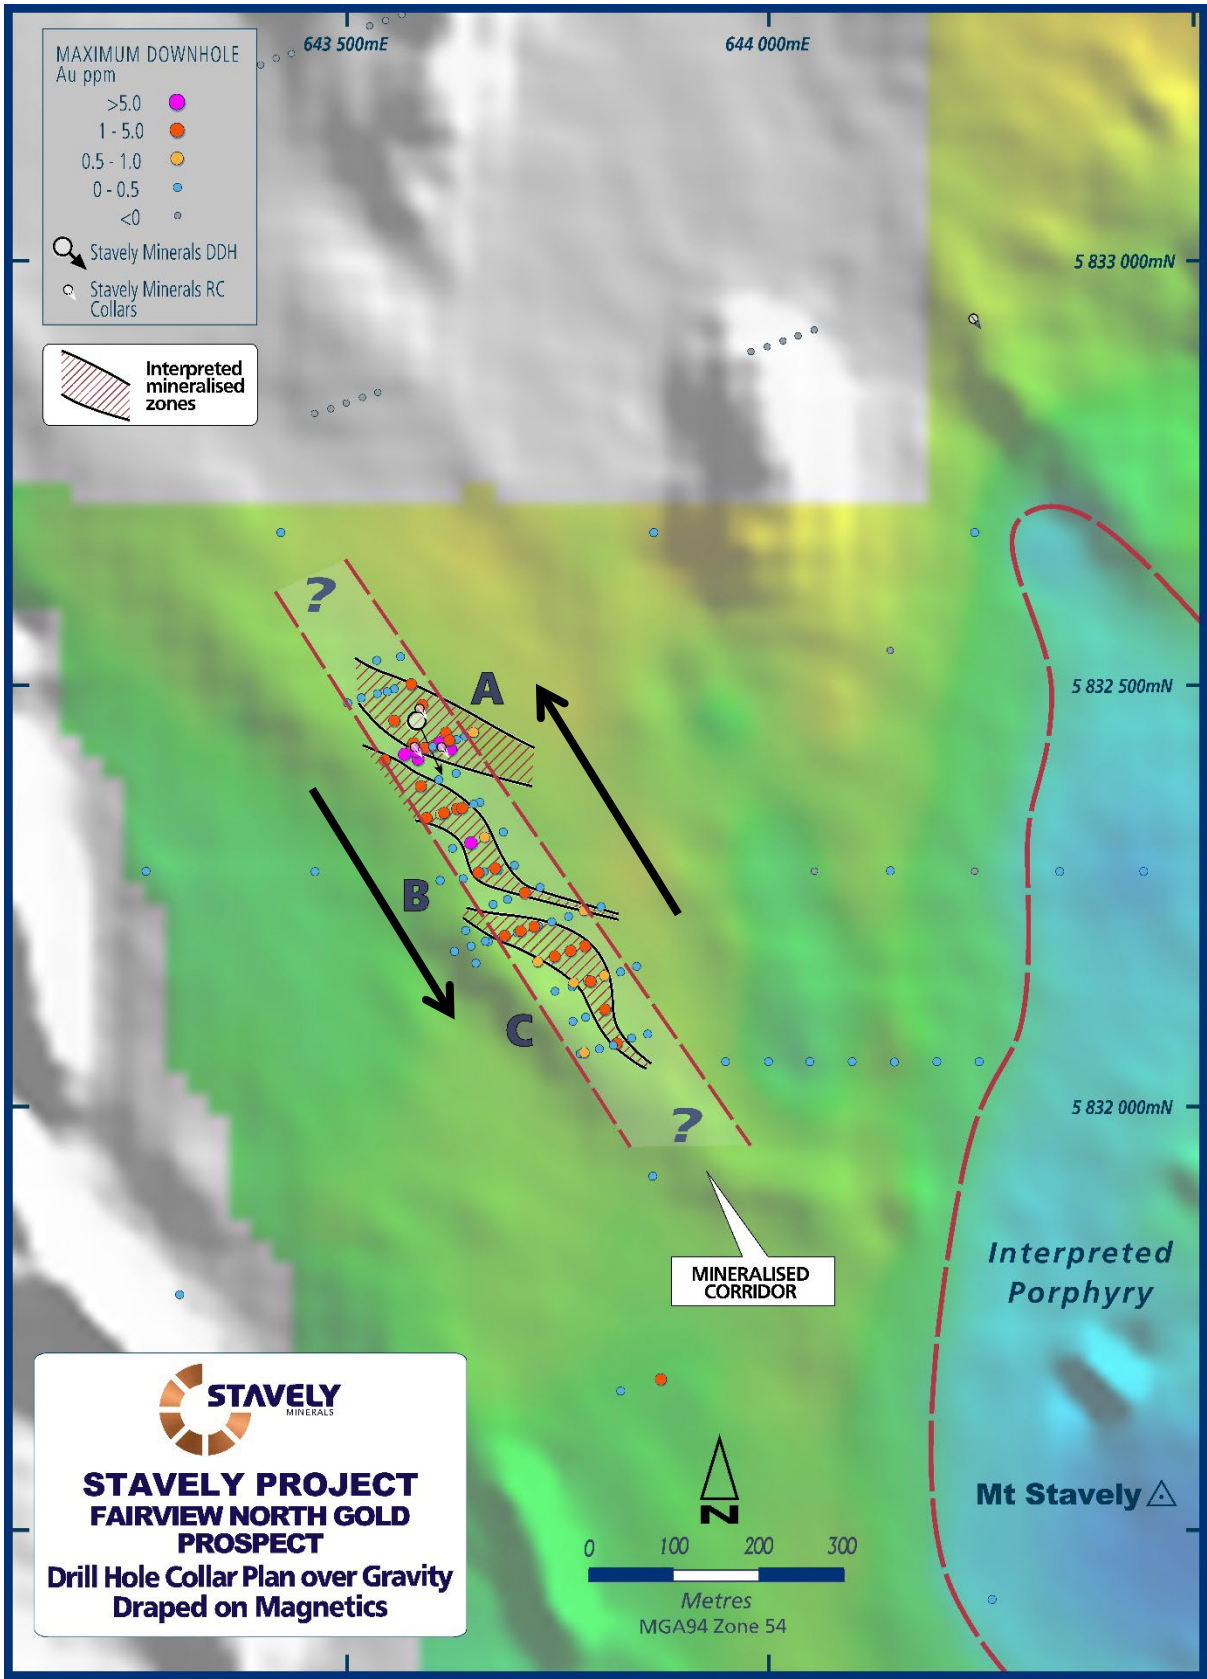 643 500mE
644 000mE
MAXIMUM DOWNHOLE
Au ppm
>5.0
1 - 5.0
0.5 - 1.0
0 - 0.5
<0
Stavely Minerals DDH
Stavely Minerals RC
Collars
Interpreted
mineralised
zones
5 833 000mN
?
A
5 832 500mN
B
C
5 832 000mN
?
MINERALISED
CORRIDOR
Interpreted
Porphyry
Mt Stavely
STAVELY
MINERALS
STAVELY PROJECT
FAIRVIEW NORTH GOLD
PROSPECT
Drill Hole Collar Plan over Gravity
Draped on Magnetics
N
0 100 200 300
Metres
MGA94 Zone 54